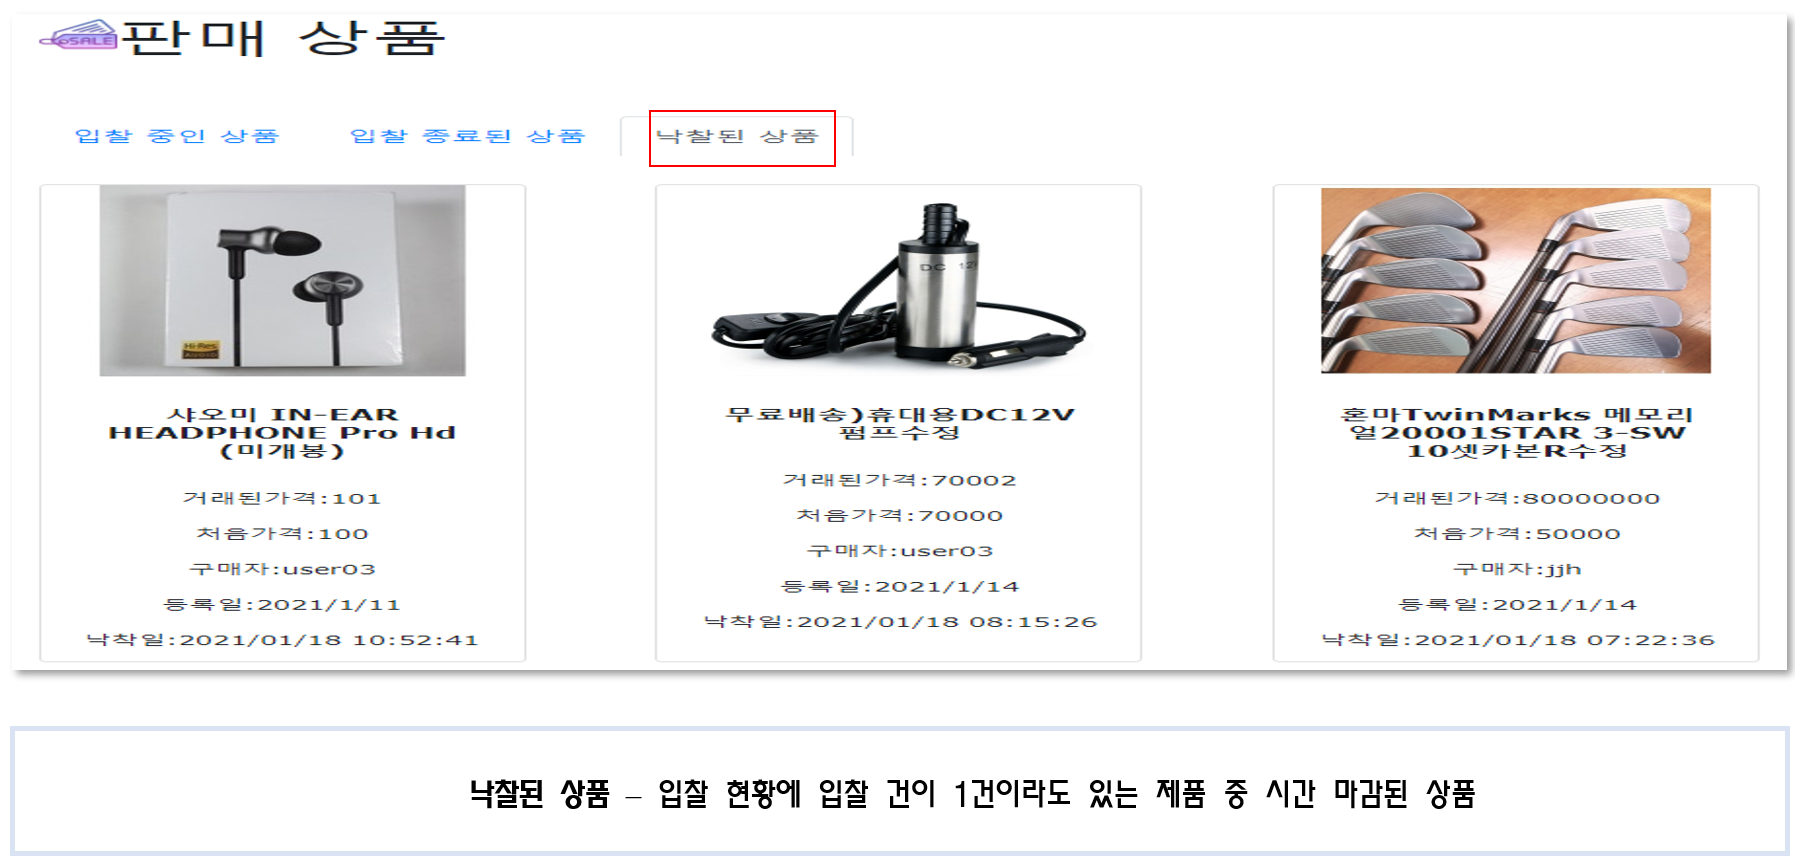 SALE 판매 상품
입찰 중인 상품 입찰 종료된 상품 낙찰된 상품
Hi-Res
AUDIO
DC 12V
샤오미 IN-EAR
HEADPHONE Pro Hd
(미개봉)
거래된가격:101
처음가격:100
구매자:user03
등록일:2021/1/11
낙착일:2021/01/18 10:52:41
무료배송)휴대용DC12V
펌프수정
거래된가격:70002
처음가격:70000
구매자:user03
등록일:2021/1/14
낙착일:2021/01/18 08:15:26
혼마TwinMarks 메모리
얼20001STAR 3-SW
10셋카본R수정
거래된가격:80000000
처음가격:50000
구매자:jjh
등록일:2021/1/14
낙착일:2021/01/18 07:22:36
낙찰된 상품 – 입찰 현황에 입찰 건이 1건이라도 있는 제품 중 시간 마감된 상품